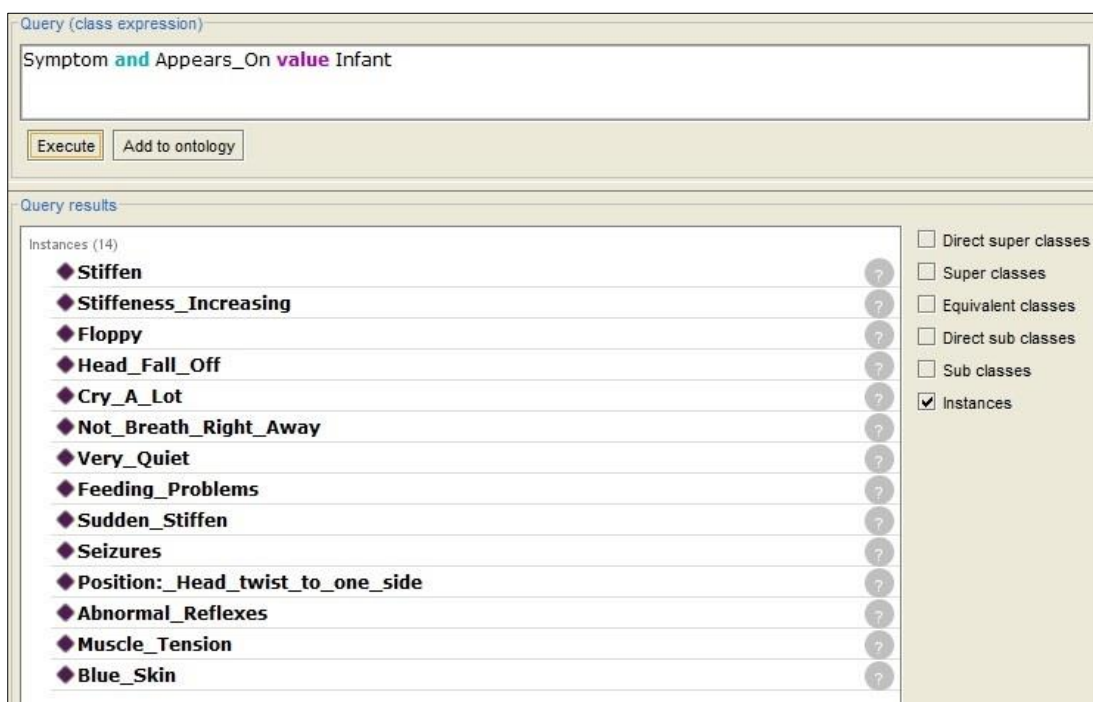 Query (class expression)
Symptom and Appears_On value Infant
Execute
Add to ontology
Query results
Instances (14)
Stiffen
Stiffeness_Increasing
Floppy
Head_Fall_Off
Cry_A_Lot
Not_Breath_Right_Away
Very_Quiet
Feeding_Problems
Sudden_Stiffen
Seizures
Position:_Head_twist_to_one_side
Abnormal_Reflexes
Muscle_Tension
Blue_Skin
?
?
?
?
?
?
?
?
?
?
?
?
?
?
Direct super classes
Super classes
Equivalent classes
Direct sub classes
Sub classes
Instances